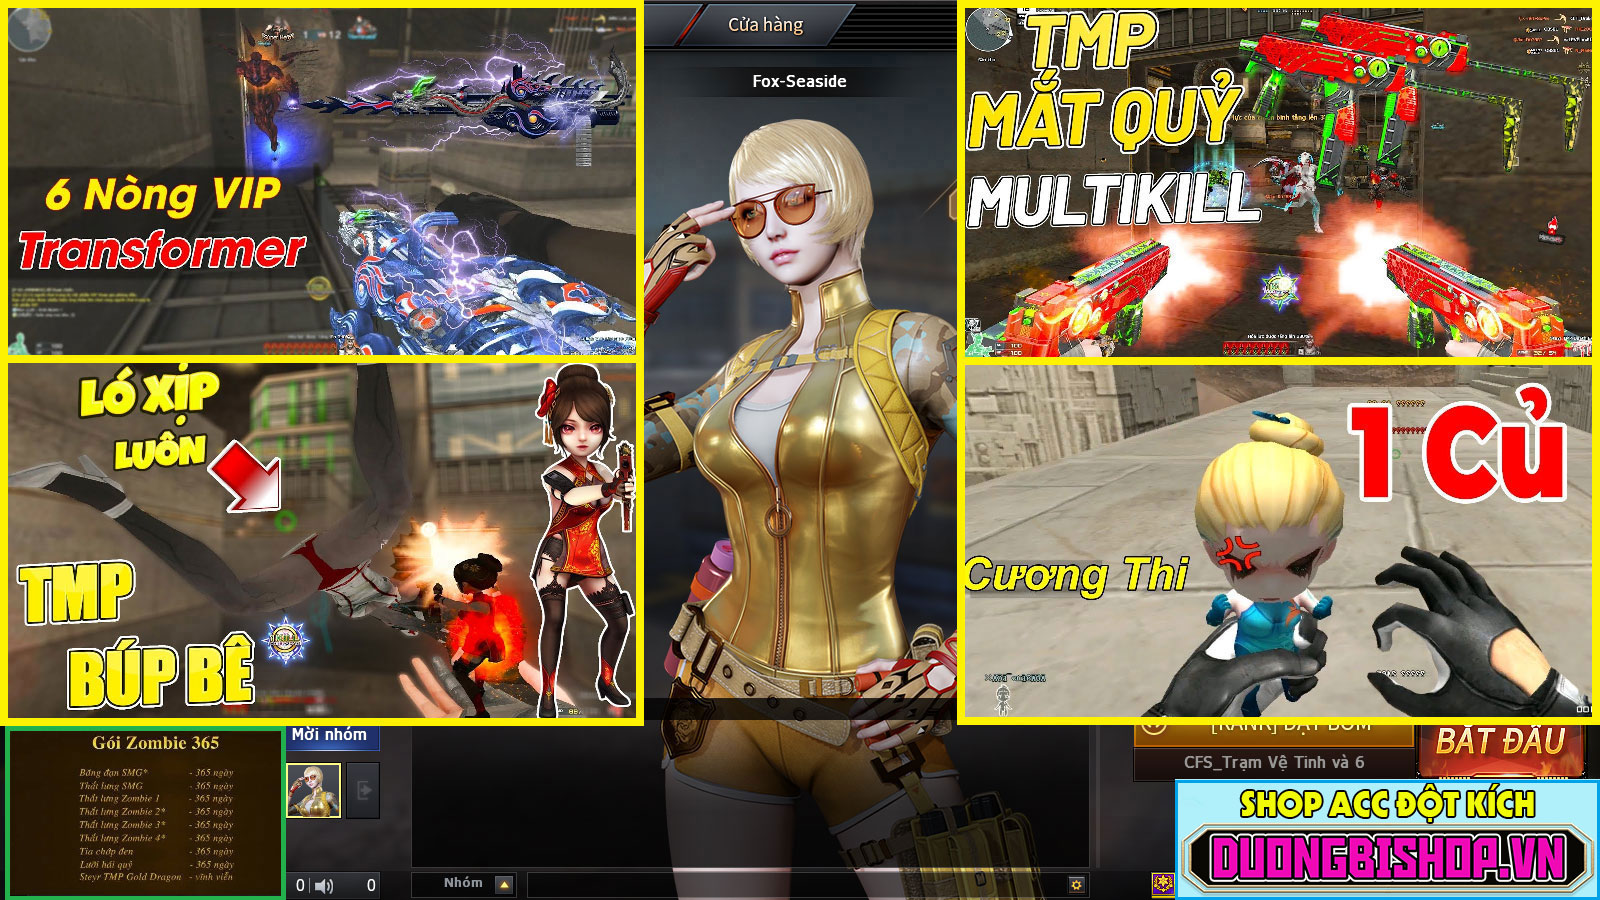 6 Nòng VIP
Transformer
Cửa hàng
Fox-Seaside
TMP
MẮT QUỶ
MULTIKILL
LÓ XỊP
LUÔN
TMP
BÚP BÊ
1 Củ
Cương Thi
Gói Zombie 365
Băng đạn SMG* - 365 ngày
Thắt lưng SMG - 365 ngày
Thắt lưng Zombie 1 - 365 ngày
Thắt lưng Zombie 2* - 365 ngày
Thắt lưng Zombie 3* - 365 ngày
Thắt lưng Zombie 4* - 365 ngày
Tia chớp đen - 365 ngày
Lưỡi hái quỷ - 365 ngày
Steyr TMP Gold Dragon - vĩnh viễn
Mời nhóm
0
0
Nhóm
[RANK] ĐẶT BOM
CFS_Trạm Vệ Tinh và 6
BẮT ĐẦU
SHOP ACC ĐỘT KÍCH
DUONGBISHOP.VN